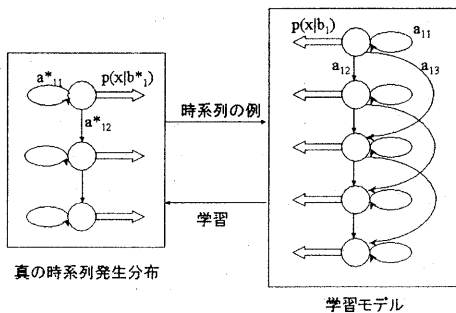 a*₁₁
p(x|b*₁)
a*₁₂
真の時系列発生分布
時系列の例
学習
p(x|b₁)
a₁₁
a₁₂
a₁₃
学習モデル